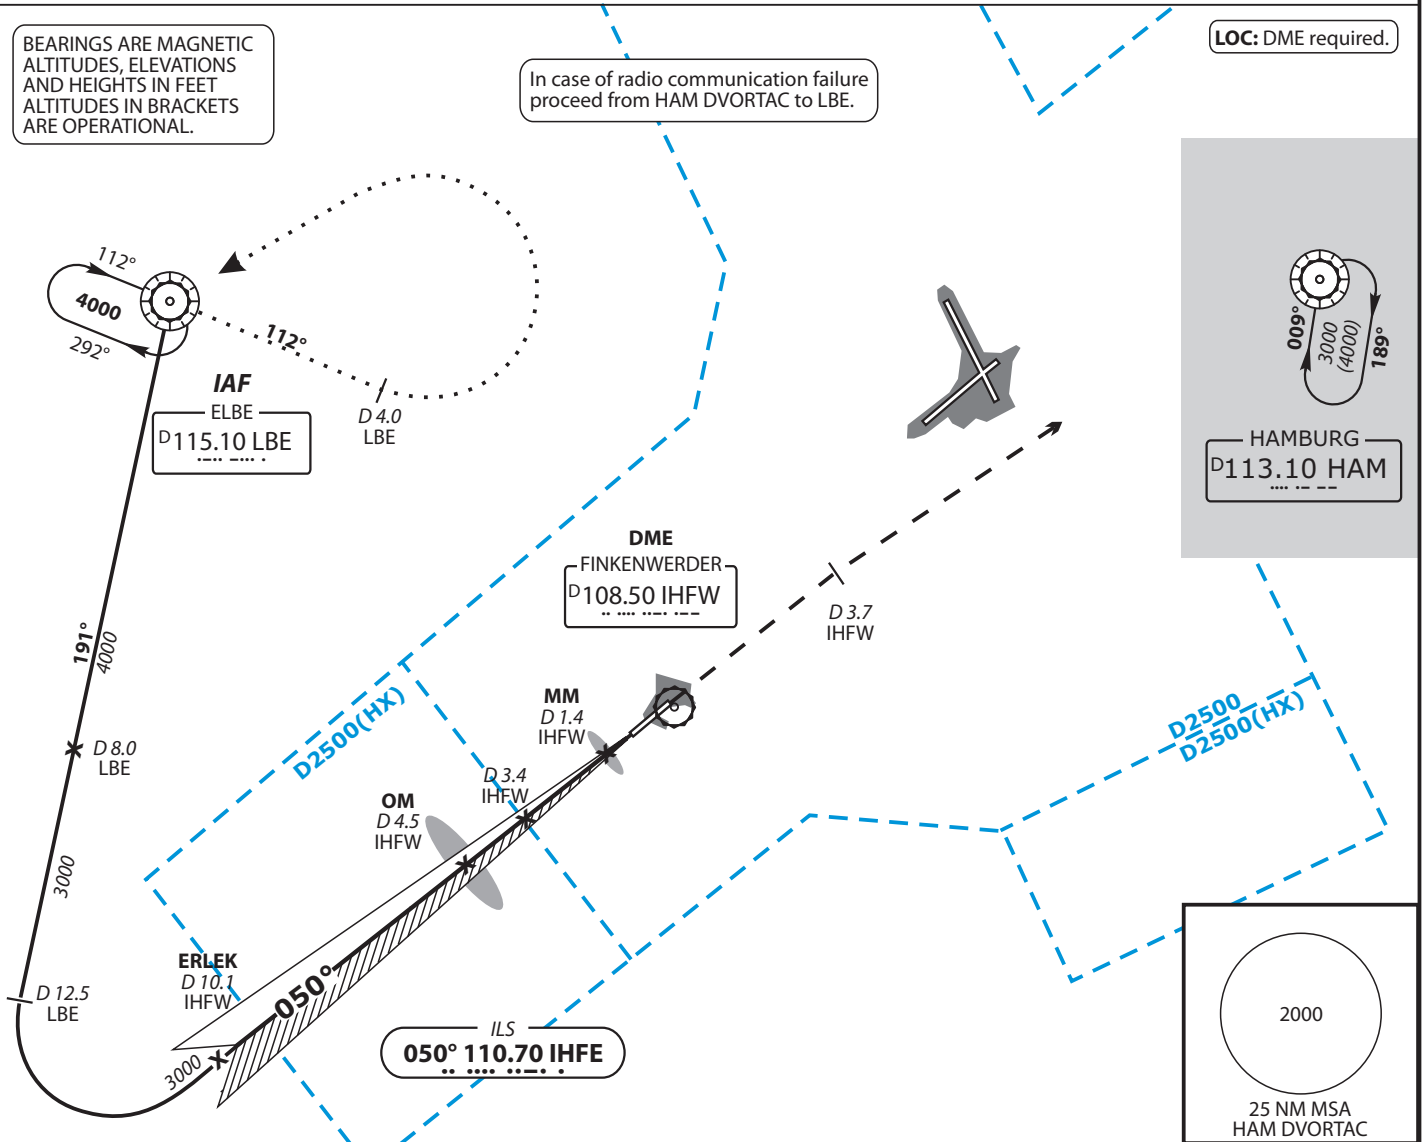 BEARINGS ARE MAGNETIC
ALTITUDES, ELEVATIONS
AND HEIGHTS IN FEET
ALTITUDES IN BRACKETS
ARE OPERATIONAL.
In case of radio communication failure
proceed from HAM DVORTAC to LBE.
LOC: DME required.
112°
4000
292°
112°
IAF
ELBE
D115.10 LBE
D 4.0
LBE
009°
3000
(4000)
189°
HAMBURG
D113.10 HAM
DME
FINKENWERDER
D108.50 IHFW
D 3.7
IHFW
191°
4000
D 8.0
LBE
D2500(HX)
MM
D 1.4
IHFW
D2500
D2500(HX)
D 3.4
IHFW
OM
D 4.5
IHFW
3000
ERLEK
D 10.1
IHFW
050°
D 12.5
LBE
3000
ILS
050° 110.70 IHFE
2000
25 NM MSA
HAM DVORTAC